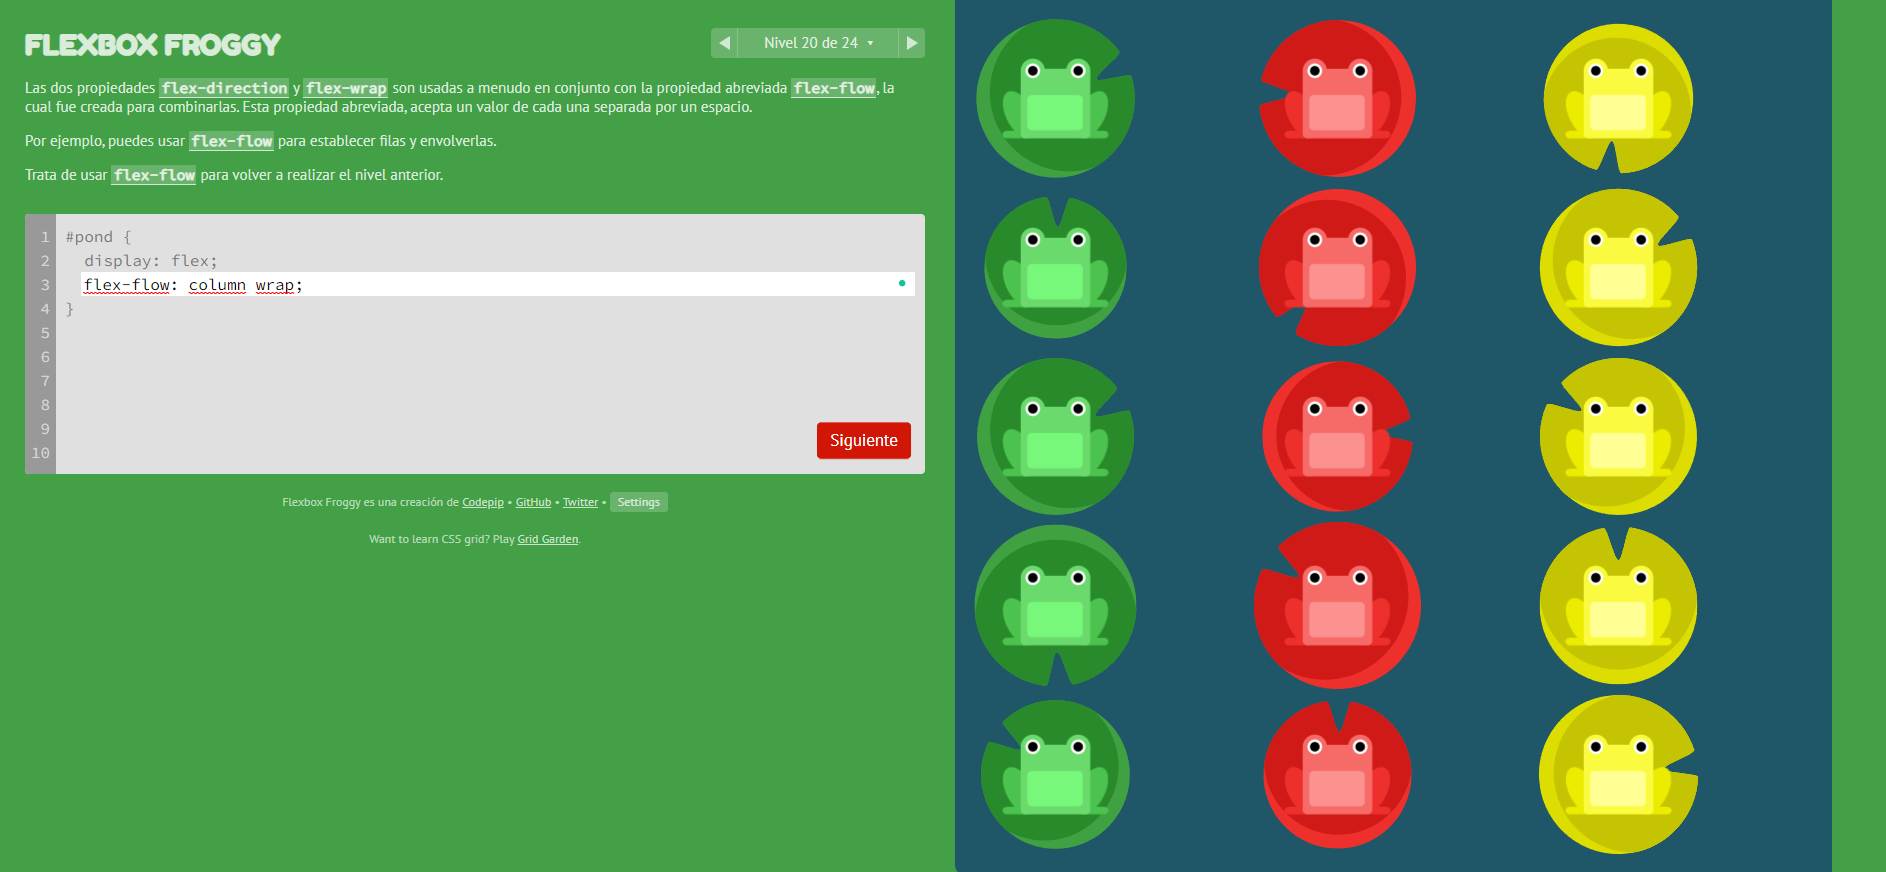 FLEXBOX FROGGY
Nivel 20 de 24
Las dos propiedades flex-direction y flex-wrap son usadas a menudo en conjunto con la propiedad abreviada flex-flow, la
cual fue creada para combinarlas. Esta propiedad abreviada, acepta un valor de cada una separada por un espacio.
Por ejemplo, puedes usar flex-flow para establecer filas y envolverlas.
Trata de usar flex-flow para volver a realizar el nivel anterior.
1 #pond {
2 display: flex;
3 flex-flow: column wrap;
4 }
5
6
7
8
9
10
Siguiente
Flexbox Froggy es una creación de Codepip • GitHub • Twitter • Settings
Want to learn CSS grid? Play Grid Garden.